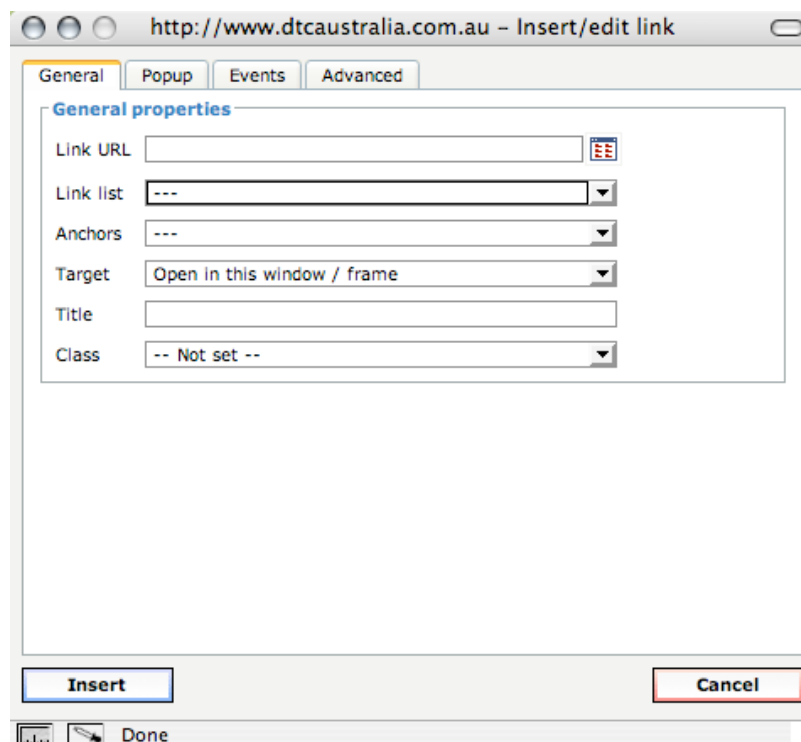 http://www.dtcaustralia.com.au – Insert/edit link
General Popup Events Advanced
General properties
Link URL
Link list ---
Anchors ---
Target Open in this window / frame
Title
Class -- Not set --
Insert Cancel
Done